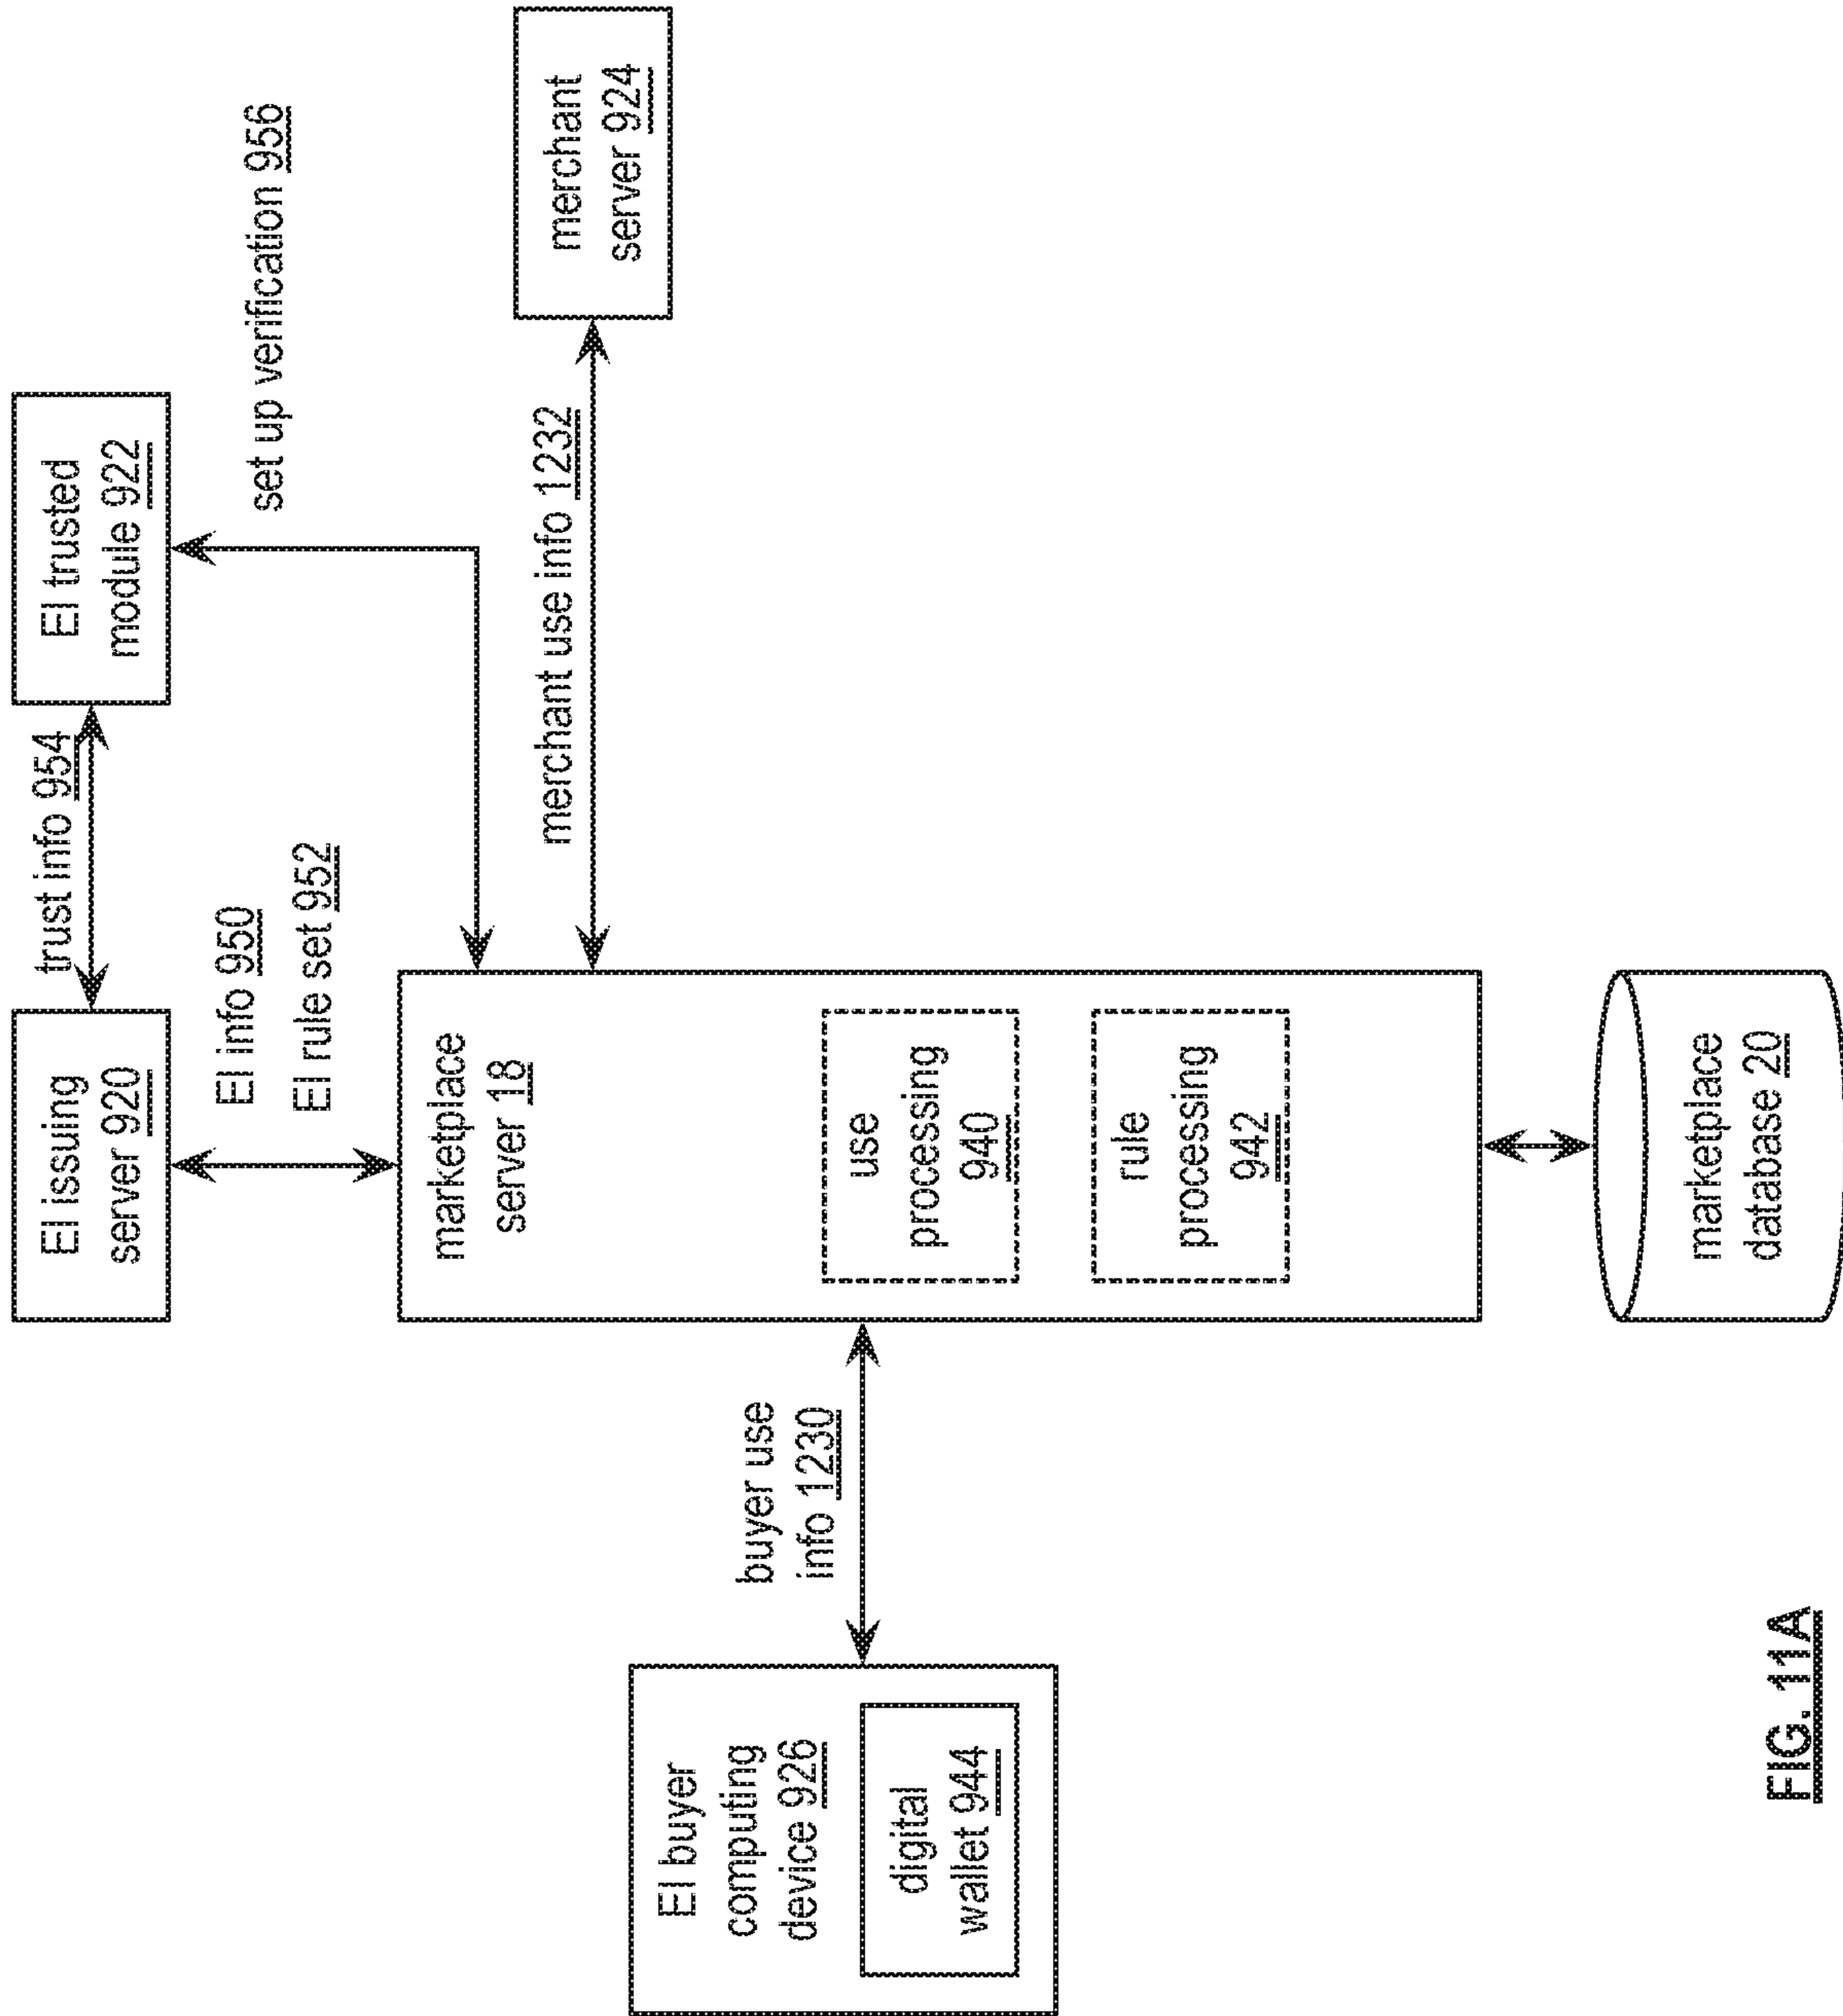 EI issuing
server 920
trust info 954
EI trusted
module 922
EI info 950
EI rule set 952
set up verification 956
marketplace
server 18
merchant use info 1232
merchant
server 924
EI buyer
computing
device 926
digital
wallet 944
buyer use
info 1230
use
processing
940
rule
processing
942
marketplace
database 20
FIG. 11A